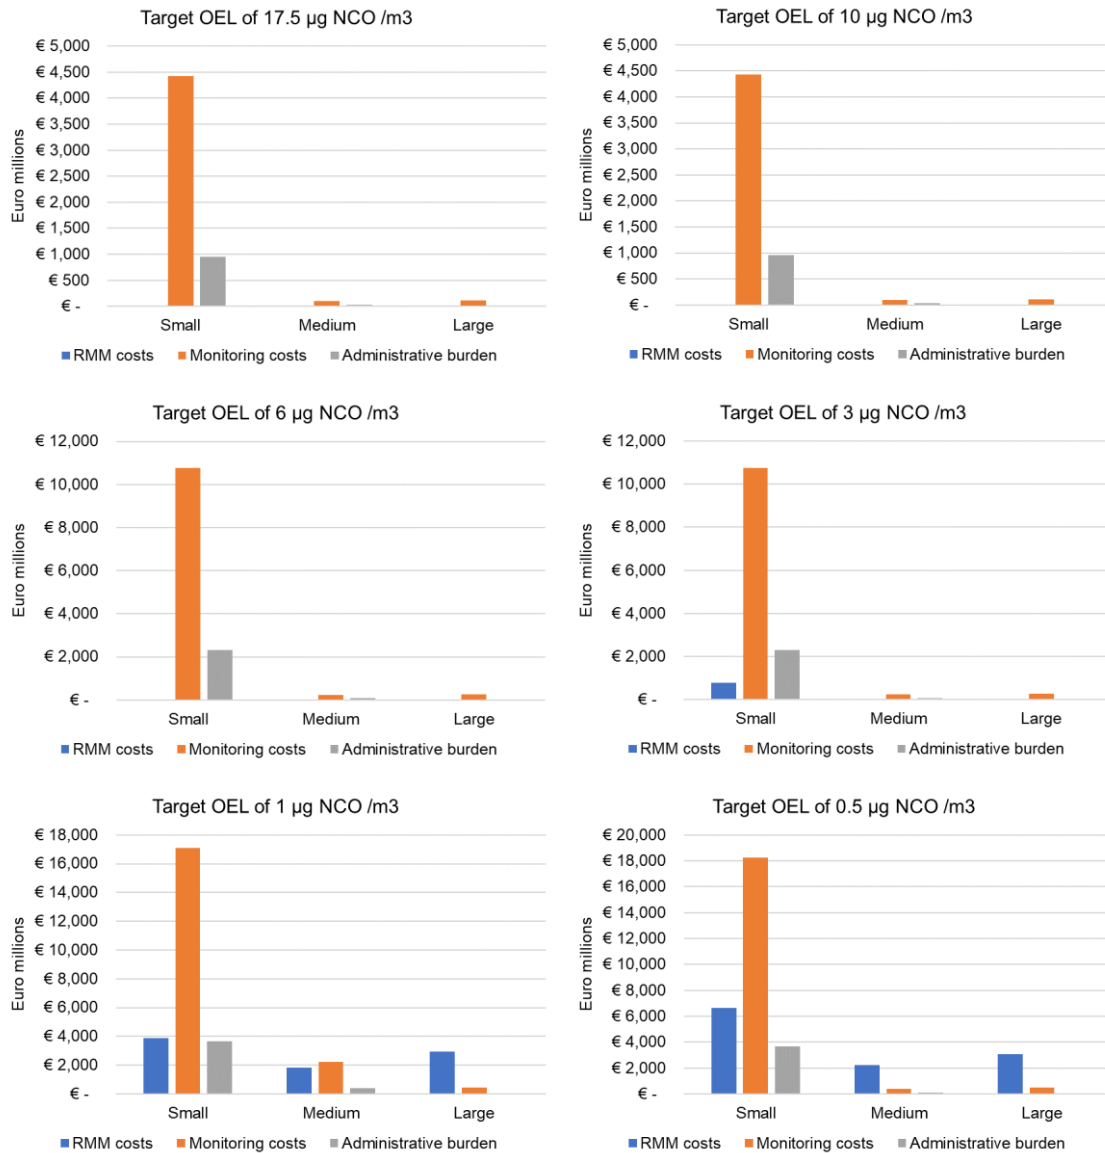 Target OEL of 17.5 µg NCO /m3
€ 5,000
€ 4,500
€ 4,000
€ 3,500
€ 3,000
€ 2,500
€ 2,000
€ 1,500
€ 1,000
€ 500
€ -
Euro millions
Small Medium Large
RMM costs Monitoring costs Administrative burden
Target OEL of 10 µg NCO /m3
€ 5,000
€ 4,500
€ 4,000
€ 3,500
€ 3,000
€ 2,500
€ 2,000
€ 1,500
€ 1,000
€ 500
€ -
Euro millions
Small Medium Large
RMM costs Monitoring costs Administrative burden
Target OEL of 6 µg NCO /m3
€ 12,000
€ 10,000
€ 8,000
€ 6,000
€ 4,000
€ 2,000
€ -
Euro millions
Small Medium Large
RMM costs Monitoring costs Administrative burden
Target OEL of 3 µg NCO /m3
€ 12,000
€ 10,000
€ 8,000
€ 6,000
€ 4,000
€ 2,000
€ -
Euro millions
Small Medium Large
RMM costs Monitoring costs Administrative burden
Target OEL of 1 µg NCO /m3
€ 18,000
€ 16,000
€ 14,000
€ 12,000
€ 10,000
€ 8,000
€ 6,000
€ 4,000
€ 2,000
€ -
Euro millions
Small Medium Large
RMM costs Monitoring costs Administrative burden
Target OEL of 0.5 µg NCO /m3
€ 20,000
€ 18,000
€ 16,000
€ 14,000
€ 12,000
€ 10,000
€ 8,000
€ 6,000
€ 4,000
€ 2,000
€ -
Euro millions
Small Medium Large
RMM costs Monitoring costs Administrative burden